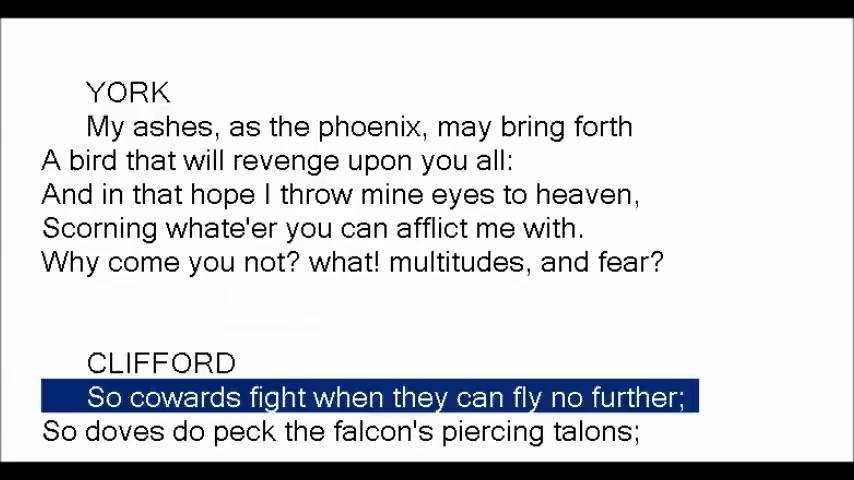 YORK
My ashes, as the phoenix, may bring forth
A bird that will revenge upon you all:
And in that hope I throw mine eyes to heaven,
Scorning whate'er you can afflict me with.
Why come you not? what! multitudes, and fear?
CLIFFORD
So cowards fight when they can fly no further;
So doves do peck the falcon's piercing talons;